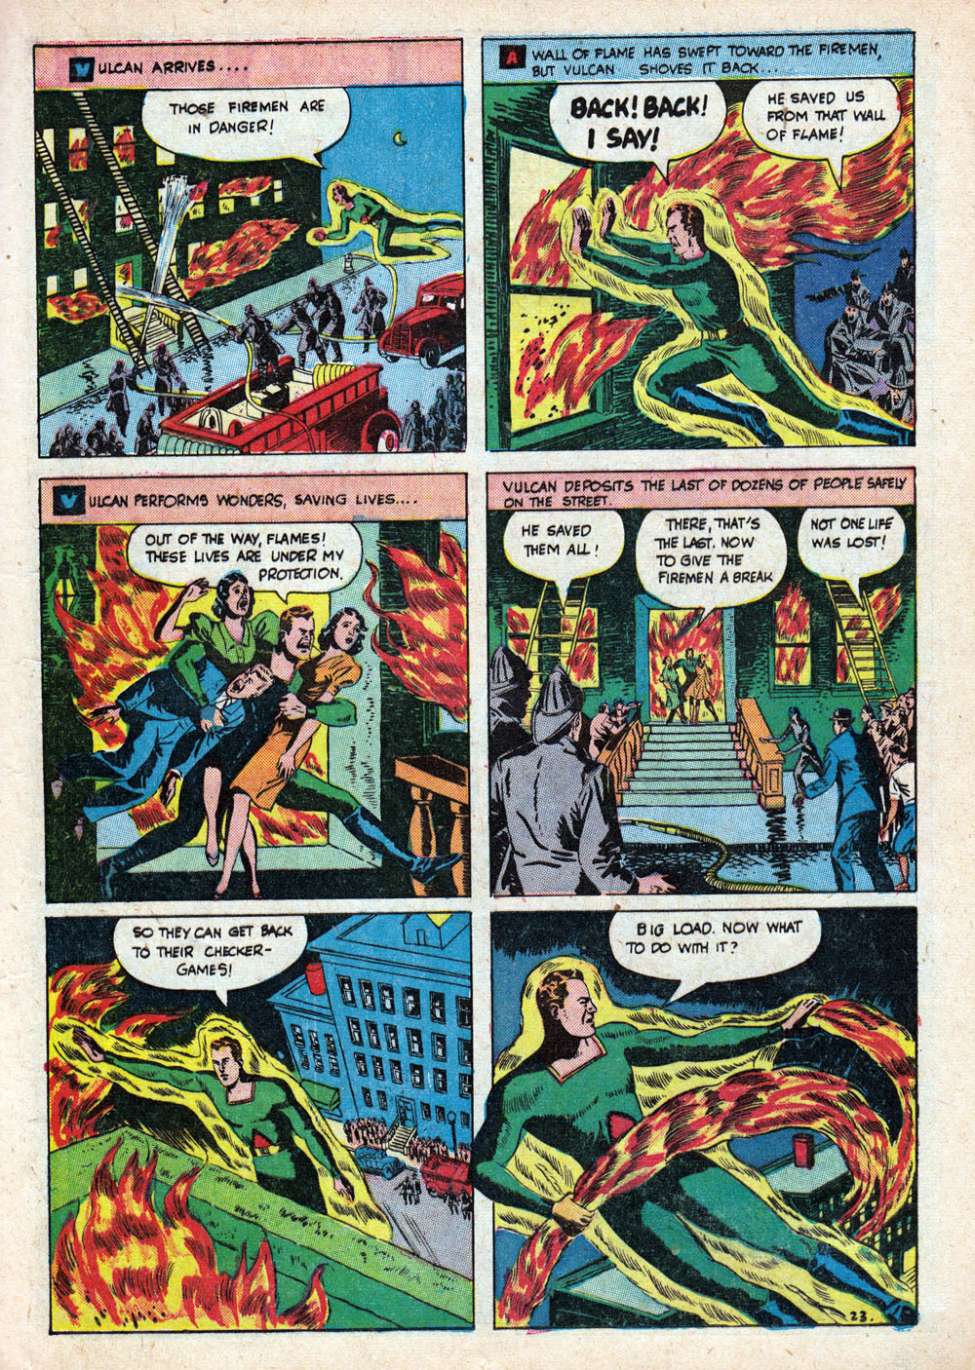 VULCAN ARRIVES....
THOSE FIREMEN ARE
IN DANGER!
A WALL OF FLAME HAS SWEPT TOWARD THE FIREMEN,
BUT VULCAN SHOVES IT BACK...
BACK! BACK!
I SAY!
HE SAVED US
FROM THAT WALL
OF FLAME!
VULCAN PERFORMS WONDERS, SAVING LIVES....
OUT OF THE WAY, FLAMES!
THESE LIVES ARE UNDER MY
PROTECTION.
VULCAN DEPOSITS THE LAST OF DOZENS OF PEOPLE SAFELY
ON THE STREET.
HE SAVED
THEM ALL!
THERE, THAT'S
THE LAST. NOW
TO GIVE THE
FIREMEN A BREAK
NOT ONE LIFE
WAS LOST!
SO THEY CAN GET BACK
TO THEIR CHECKER-
GAMES!
BIG LOAD. NOW WHAT
TO DO WITH IT?
23.